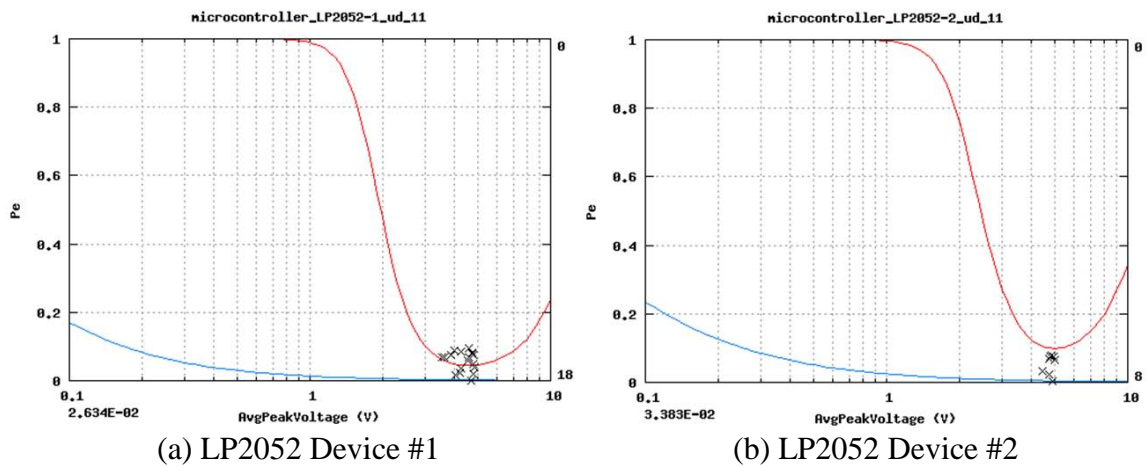 microcontroller_LP2052-1_ud_11
1
0.8
0.6
0.4
0.2
0
Pe
0
18
0.1
1
10
2.634E-02
AvgPeakVoltage (V)
(a) LP2052 Device #1
microcontroller_LP2052-2_ud_11
1
0.8
0.6
0.4
0.2
0
Pe
0
8
0.1
1
10
3.383E-02
AvgPeakVoltage (V)
(b) LP2052 Device #2